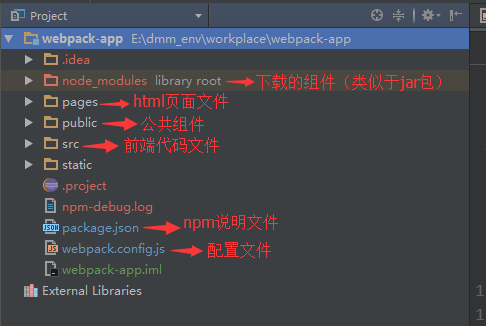 Project
webpack-app E:\dmm_env\workplace\webpack-app
.idea
node_modules library root 下载的组件（类似于jar包）
pages html页面文件
public 公共组件
src 前端代码文件
static
.project
npm-debug.log
package.json npm说明文件
webpack.config.js 配置文件
webpack-app.iml
External Libraries
1
1